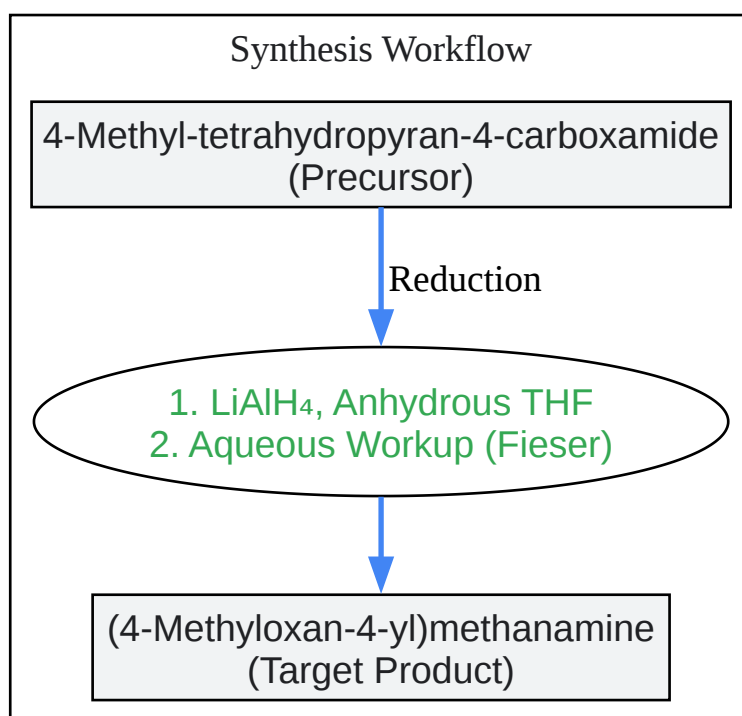 Synthesis Workflow
4-Methyl-tetrahydropyran-4-carboxamide
(Precursor)
Reduction
1. LiAlH₄, Anhydrous THF
2. Aqueous Workup (Fieser)
(4-Methyloxan-4-yl)methanamine
(Target Product)